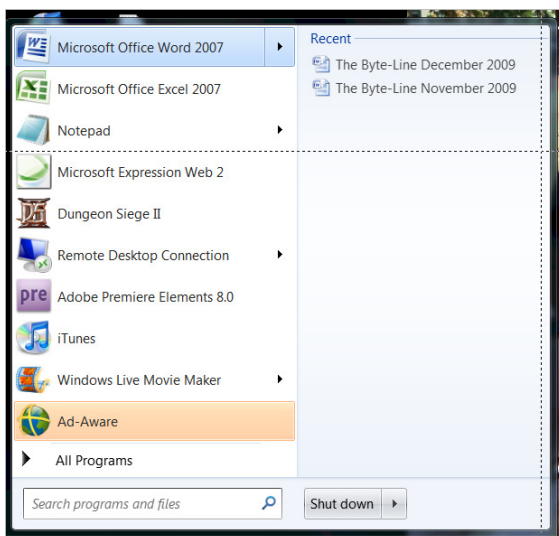 Microsoft Office Word 2007
Microsoft Office Excel 2007
Notepad
Microsoft Expression Web 2
Dungeon Siege II
Remote Desktop Connection
pre Adobe Premiere Elements 8.0
iTunes
Windows Live Movie Maker
Ad-Aware
All Programs
Search programs and files
Recent
The Byte-Line December 2009
The Byte-Line November 2009
Shut down